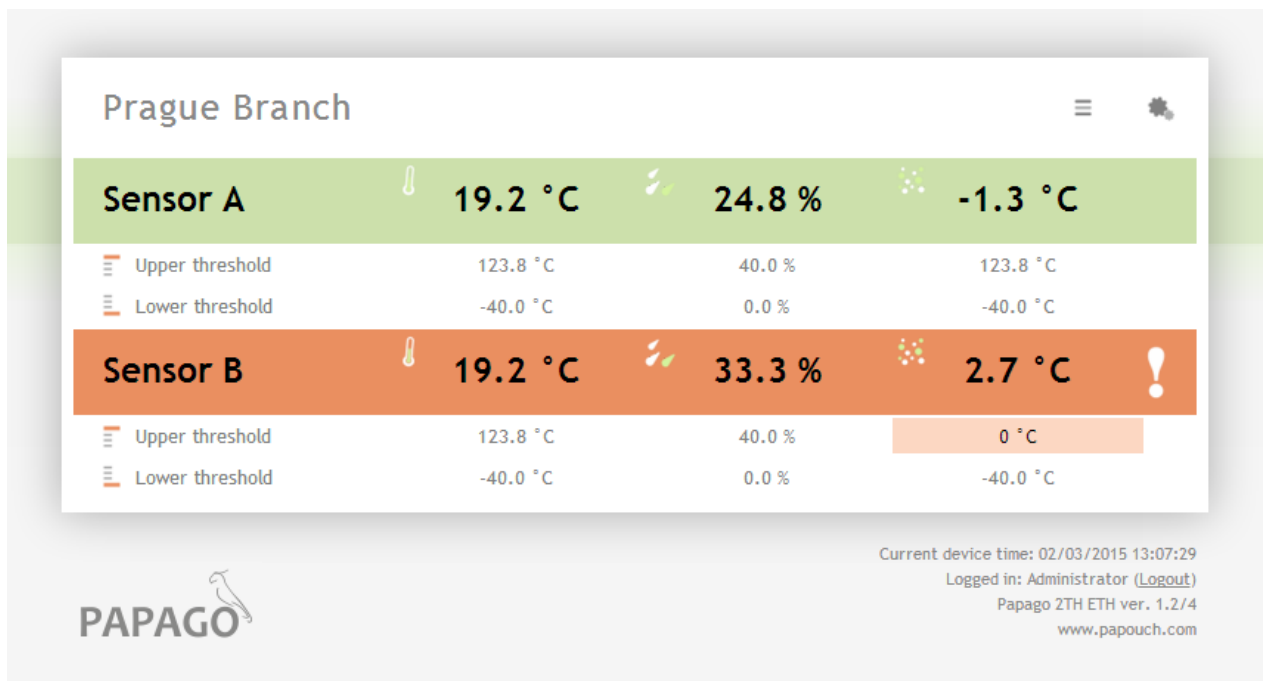 Prague Branch
Sensor A 19.2 °C 24.8 % -1.3 °C
Upper threshold 123.8 °C 40.0 % 123.8 °C
Lower threshold -40.0 °C 0.0 % -40.0 °C
Sensor B 19.2 °C 33.3 % 2.7 °C !
Upper threshold 123.8 °C 40.0 % 0 °C
Lower threshold -40.0 °C 0.0 % -40.0 °C
Current device time: 02/03/2015 13:07:29
Logged in: Administrator (Logout)
Papago 2TH ETH ver. 1.2/4
www.papouch.com
PAPAGO